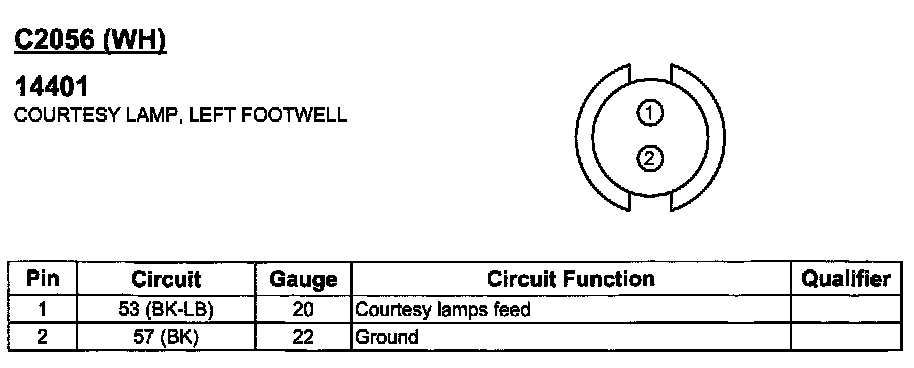 C2056 (WH)
14401
COURTESY LAMP, LEFT FOOTWELL
1
2
Pin Circuit Gauge Circuit Function Qualifier
1 53 (BK-LB) 20 Courtesy lamps feed
2 57 (BK) 22 Ground